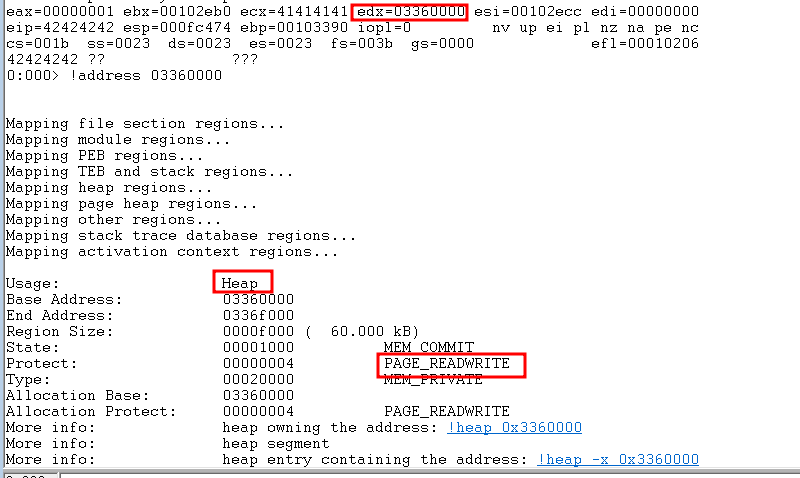 eax=00000001 ebx=00102eb0 ecx=41414141 edx=03360000 esi=00102ecc edi=00000000
eip=42424242 esp=000fc474 ebp=00103390 iopl=0 nv up ei pl nz na pe nc
cs=001b ss=0023 ds=0023 es=0023 fs=003b gs=0000 efl=00010206
42424242 ?? ???
0:000> !address 03360000
Mapping file section regions...
Mapping module regions...
Mapping PEB regions...
Mapping TEB and stack regions...
Mapping heap regions...
Mapping page heap regions...
Mapping other regions...
Mapping stack trace database regions...
Mapping activation context regions...
Usage: Heap
Base Address: 03360000
End Address: 0336f000
Region Size: 0000f000 ( 60.000 kB)
State: 00001000 MEM_COMMIT
Protect: 00000004 PAGE_READWRITE
Type: 00020000 MEM_PRIVATE
Allocation Base: 03360000
Allocation Protect: 00000004 PAGE_READWRITE
More info: heap owning the address: !heap 0x3360000
More info: heap segment
More info: heap entry containing the address: !heap -x 0x3360000